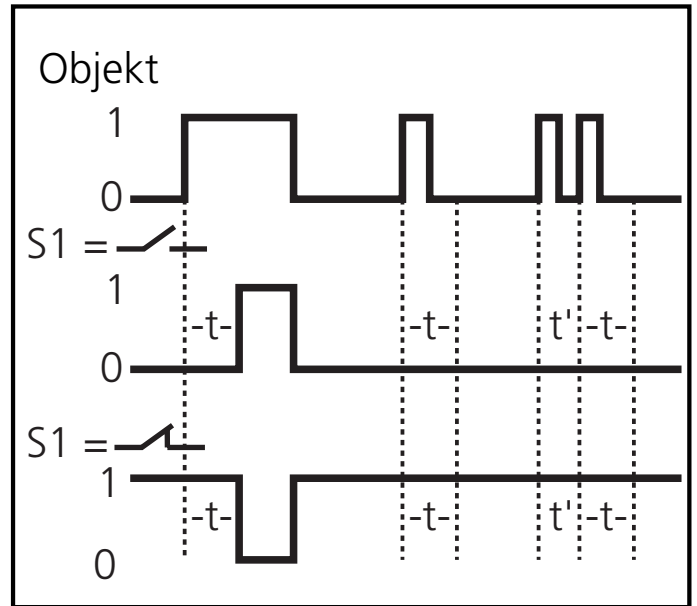 Objekt
1
0
S1 =
1
-t- -t- t' -t-
0
S1 =
1
-t- -t- t' -t-
0